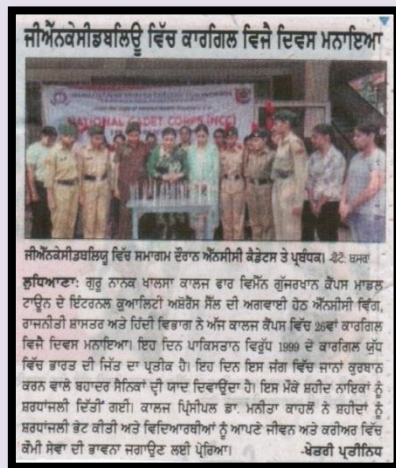 ਜੀਐੱਨਕੇਸੀਡਬਲਿਊ ਵਿੱਚ ਕਾਰਗਿਲ ਵਿਜੈ ਦਿਵਸ ਮਨਾਇਆ
NATIONAL CADET CORPS (NCC)
ਜੀਐੱਨਕੇਸੀਡਬਲਿਯੂ ਵਿੱਚ ਸਮਾਗਮ ਦੌਰਾਨ ਐੱਨਸੀਸੀ ਕੈਡੇਟਸ ਤੇ ਪ੍ਰਬੰਧਕ। -ਫੋਟੋ: ਬਸਰਾ
ਲੁਧਿਆਣਾ: ਗੁਰੂ ਨਾਨਕ ਖਾਲਸਾ ਕਾਲਜ ਫਾਰ ਵਿਮੈੱਨ ਗੁੱਜਰਖਾਨ ਕੈਂਪਸ ਮਾਡਲ
ਟਾਊਨ ਦੇ ਇੰਟਰਨਲ ਕੁਆਲਿਟੀ ਅਸ਼ੋਰੈਂਸ ਸੈੱਲ ਦੀ ਅਗਵਾਈ ਹੇਠ ਐੱਨਸੀਸੀ ਵਿੰਗ,
ਰਾਜਨੀਤੀ ਸ਼ਾਸਤਰ ਅਤੇ ਹਿੰਦੀ ਵਿਭਾਗ ਨੇ ਅੱਜ ਕਾਲਜ ਕੈਂਪਸ ਵਿੱਚ 26ਵਾਂ ਕਾਰਗਿਲ
ਵਿਜੈ ਦਿਵਸ ਮਨਾਇਆ। ਇਹ ਦਿਨ ਪਾਕਿਸਤਾਨ ਵਿਰੁੱਧ 1999 ਦੇ ਕਾਰਗਿਲ ਯੁੱਧ
ਵਿੱਚ ਭਾਰਤ ਦੀ ਜਿੱਤ ਦਾ ਪ੍ਰਤੀਕ ਹੈ। ਇਹ ਦਿਨ ਇਸ ਜੰਗ ਵਿੱਚ ਜਾਨਾਂ ਕੁਰਬਾਨ
ਕਰਨ ਵਾਲੇ ਬਹਾਦਰ ਸੈਨਿਕਾਂ ਦੀ ਯਾਦ ਦਿਵਾਉਂਦਾ ਹੈ। ਇਸ ਮੌਕੇ ਸ਼ਹੀਦ ਨਾਇਕਾਂ ਨੂੰ
ਸ਼ਰਧਾਂਜਲੀ ਦਿੱਤੀ ਗਈ। ਕਾਲਜ ਪ੍ਰਿੰਸੀਪਲ ਡਾ. ਮਨੀਤਾ ਕਾਹਲੋਂ ਨੇ ਸ਼ਹੀਦਾਂ ਨੂੰ
ਸ਼ਰਧਾਂਜਲੀ ਭੇਟ ਕੀਤੀ ਅਤੇ ਵਿਦਿਆਰਥੀਆਂ ਨੂੰ ਆਪਣੇ ਜੀਵਨ ਅਤੇ ਕਰੀਅਰ ਵਿੱਚ
ਕੌਮੀ ਸੇਵਾ ਦੀ ਭਾਵਨਾ ਜਗਾਉਣ ਲਈ ਪ੍ਰੇਰਿਆ। -ਖੇਤਰੀ ਪ੍ਰਤੀਨਿਧ